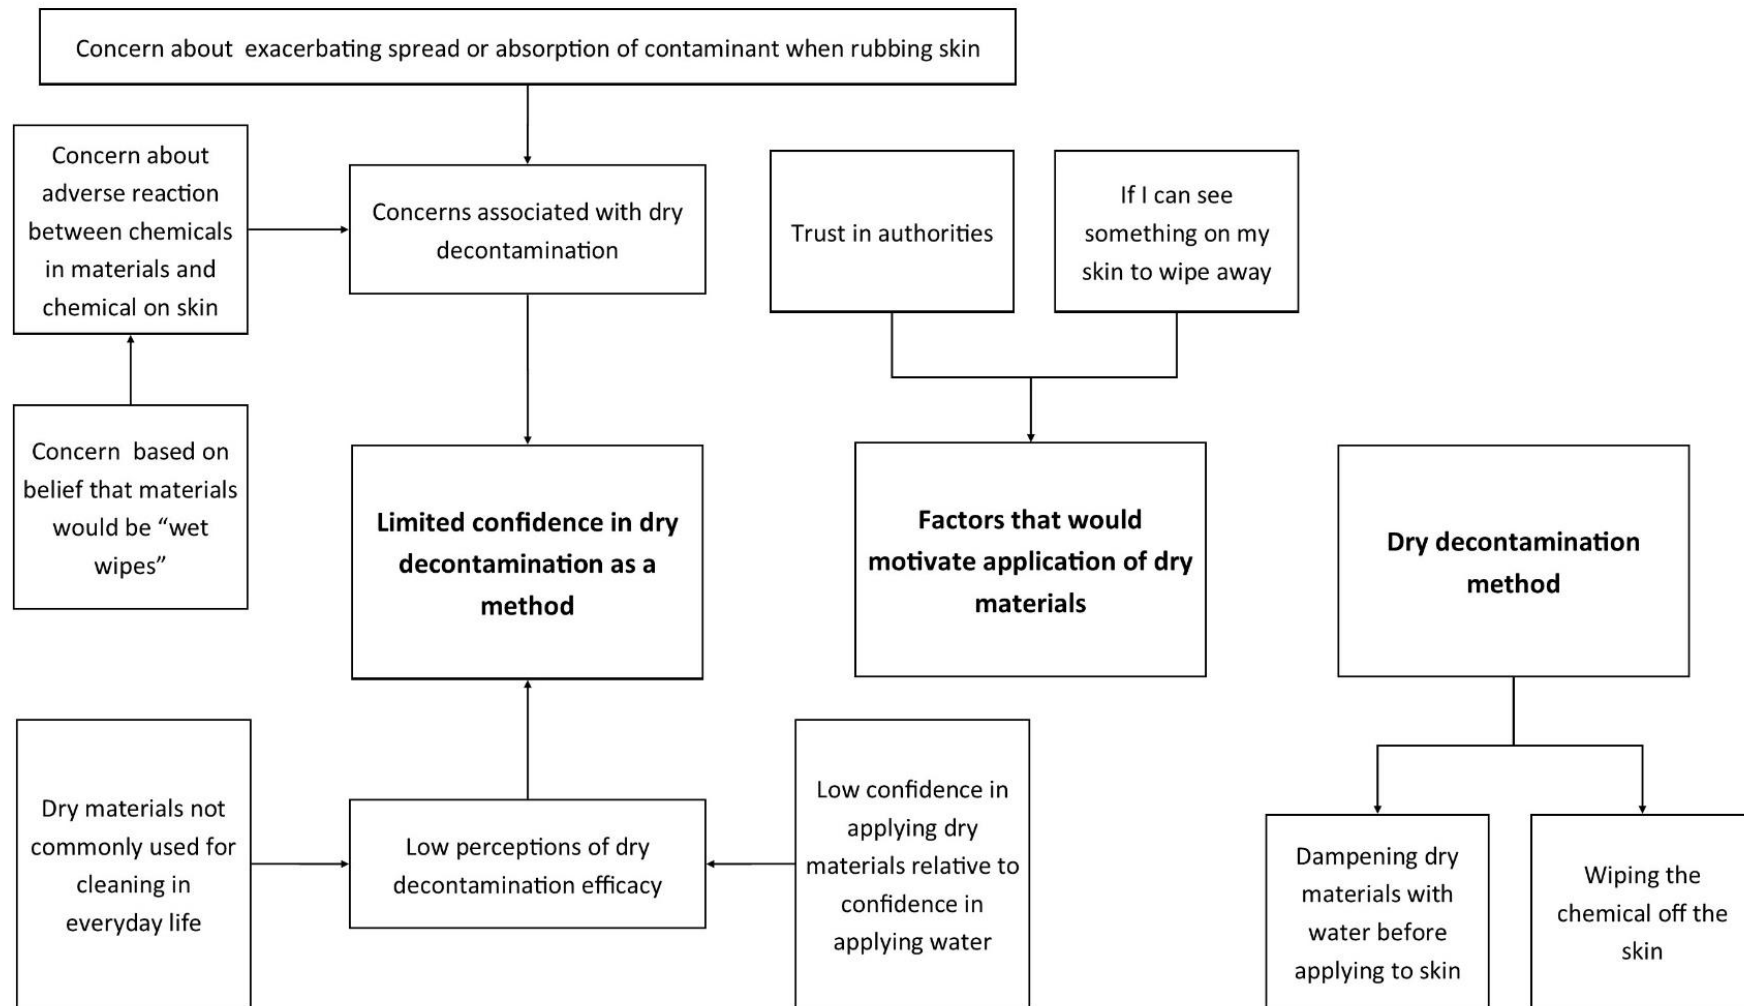 Concern about exacerbating spread or absorption of contaminant when rubbing skin
Concern about
adverse reaction
between chemicals
in materials and
chemical on skin
Concerns associated with dry
decontamination
Trust in authorities
If I can see
something on my
skin to wipe away
Concern based on
belief that materials
would be “wet
wipes”
Limited confidence in dry
decontamination as a
method
Factors that would
motivate application of dry
materials
Dry decontamination
method
Dry materials not
commonly used for
cleaning in
everyday life
Low perceptions of dry
decontamination efficacy
Low confidence in
applying dry
materials relative to
confidence in
applying water
Dampening dry
materials with
water before
applying to skin
Wiping the
chemical off the
skin